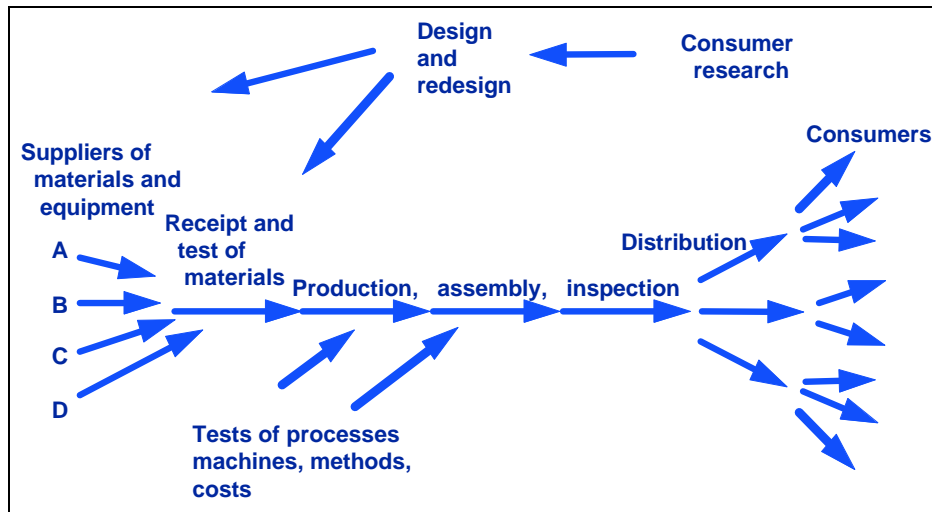 Design
and
redesign
Consumer
research
Consumers
Suppliers of
materials and
equipment
Receipt and
test of
materials
A
B
C
D
Production, assembly, inspection
Distribution
Tests of processes
machines, methods,
costs